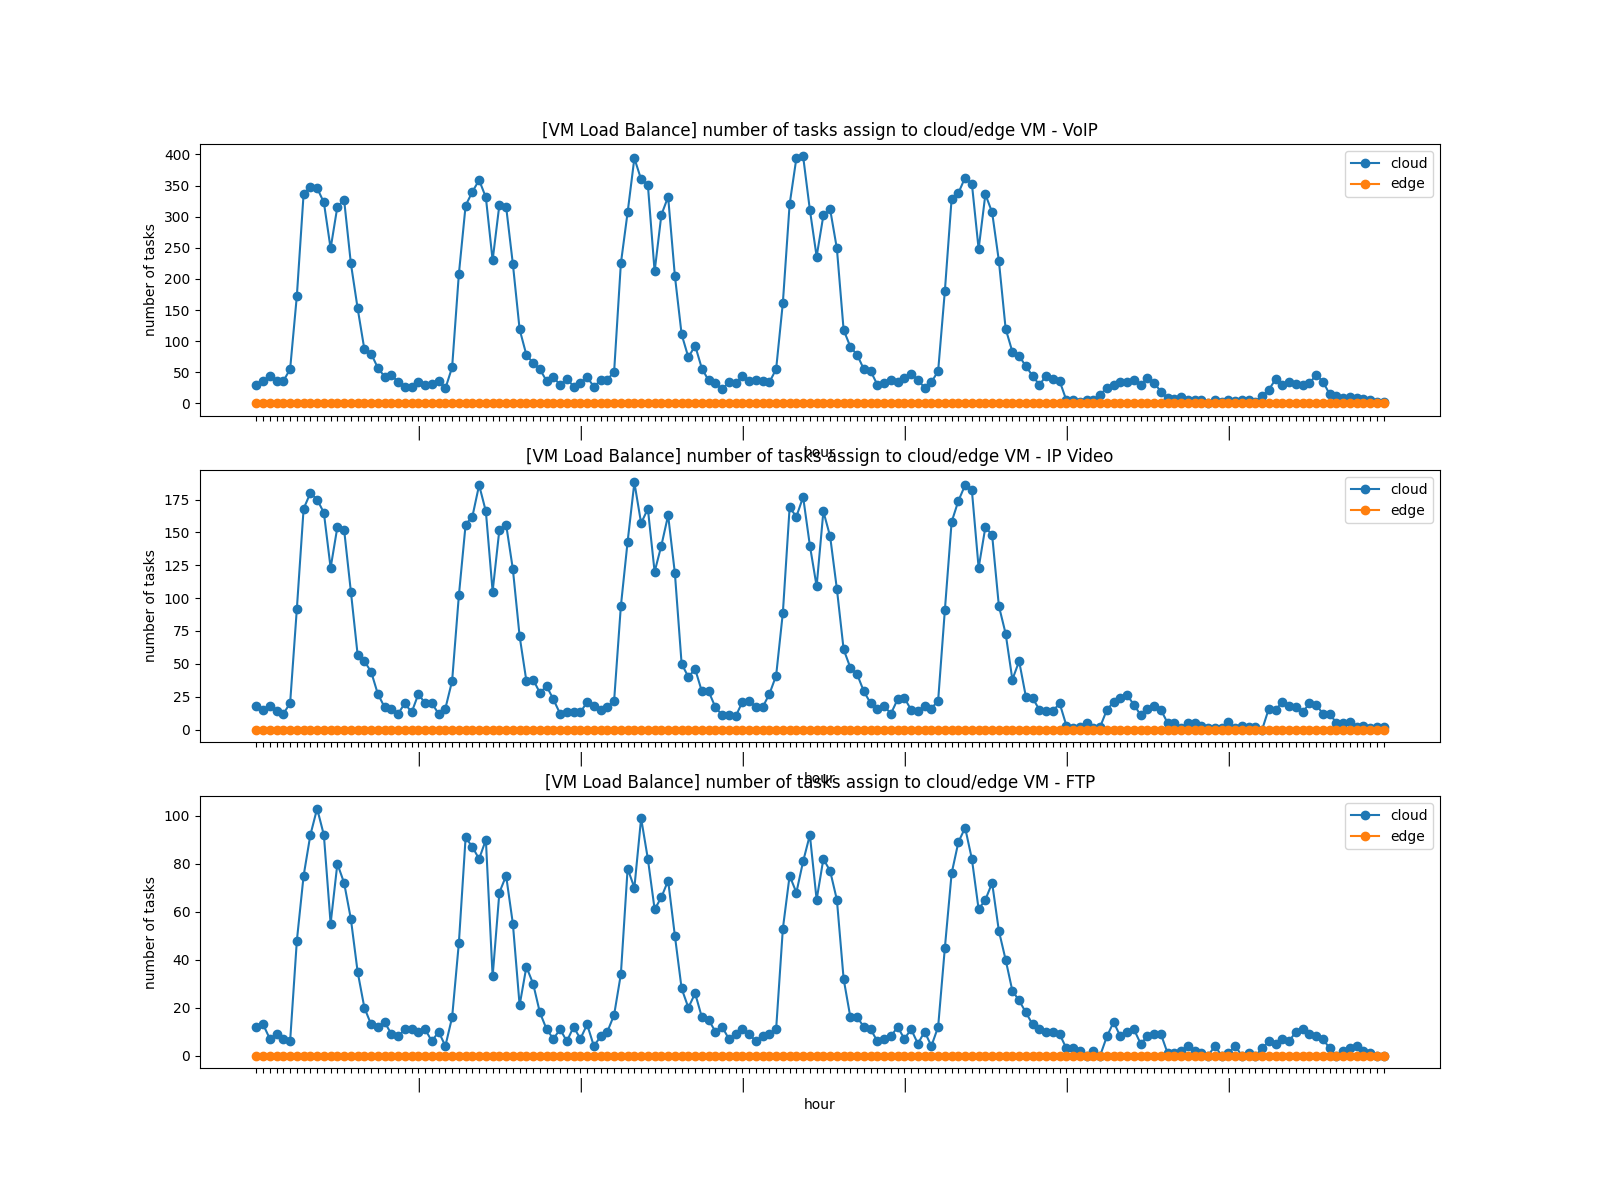 [VM Load Balance] number of tasks assign to cloud/edge VM - VoIP
400
350
300
250
200
150
100
50
0
number of tasks
cloud
edge
hour
[VM Load Balance] number of tasks assign to cloud/edge VM - IP Video
175
150
125
100
75
50
25
0
number of tasks
cloud
edge
hour
[VM Load Balance] number of tasks assign to cloud/edge VM - FTP
100
80
60
40
20
0
number of tasks
cloud
edge
hour